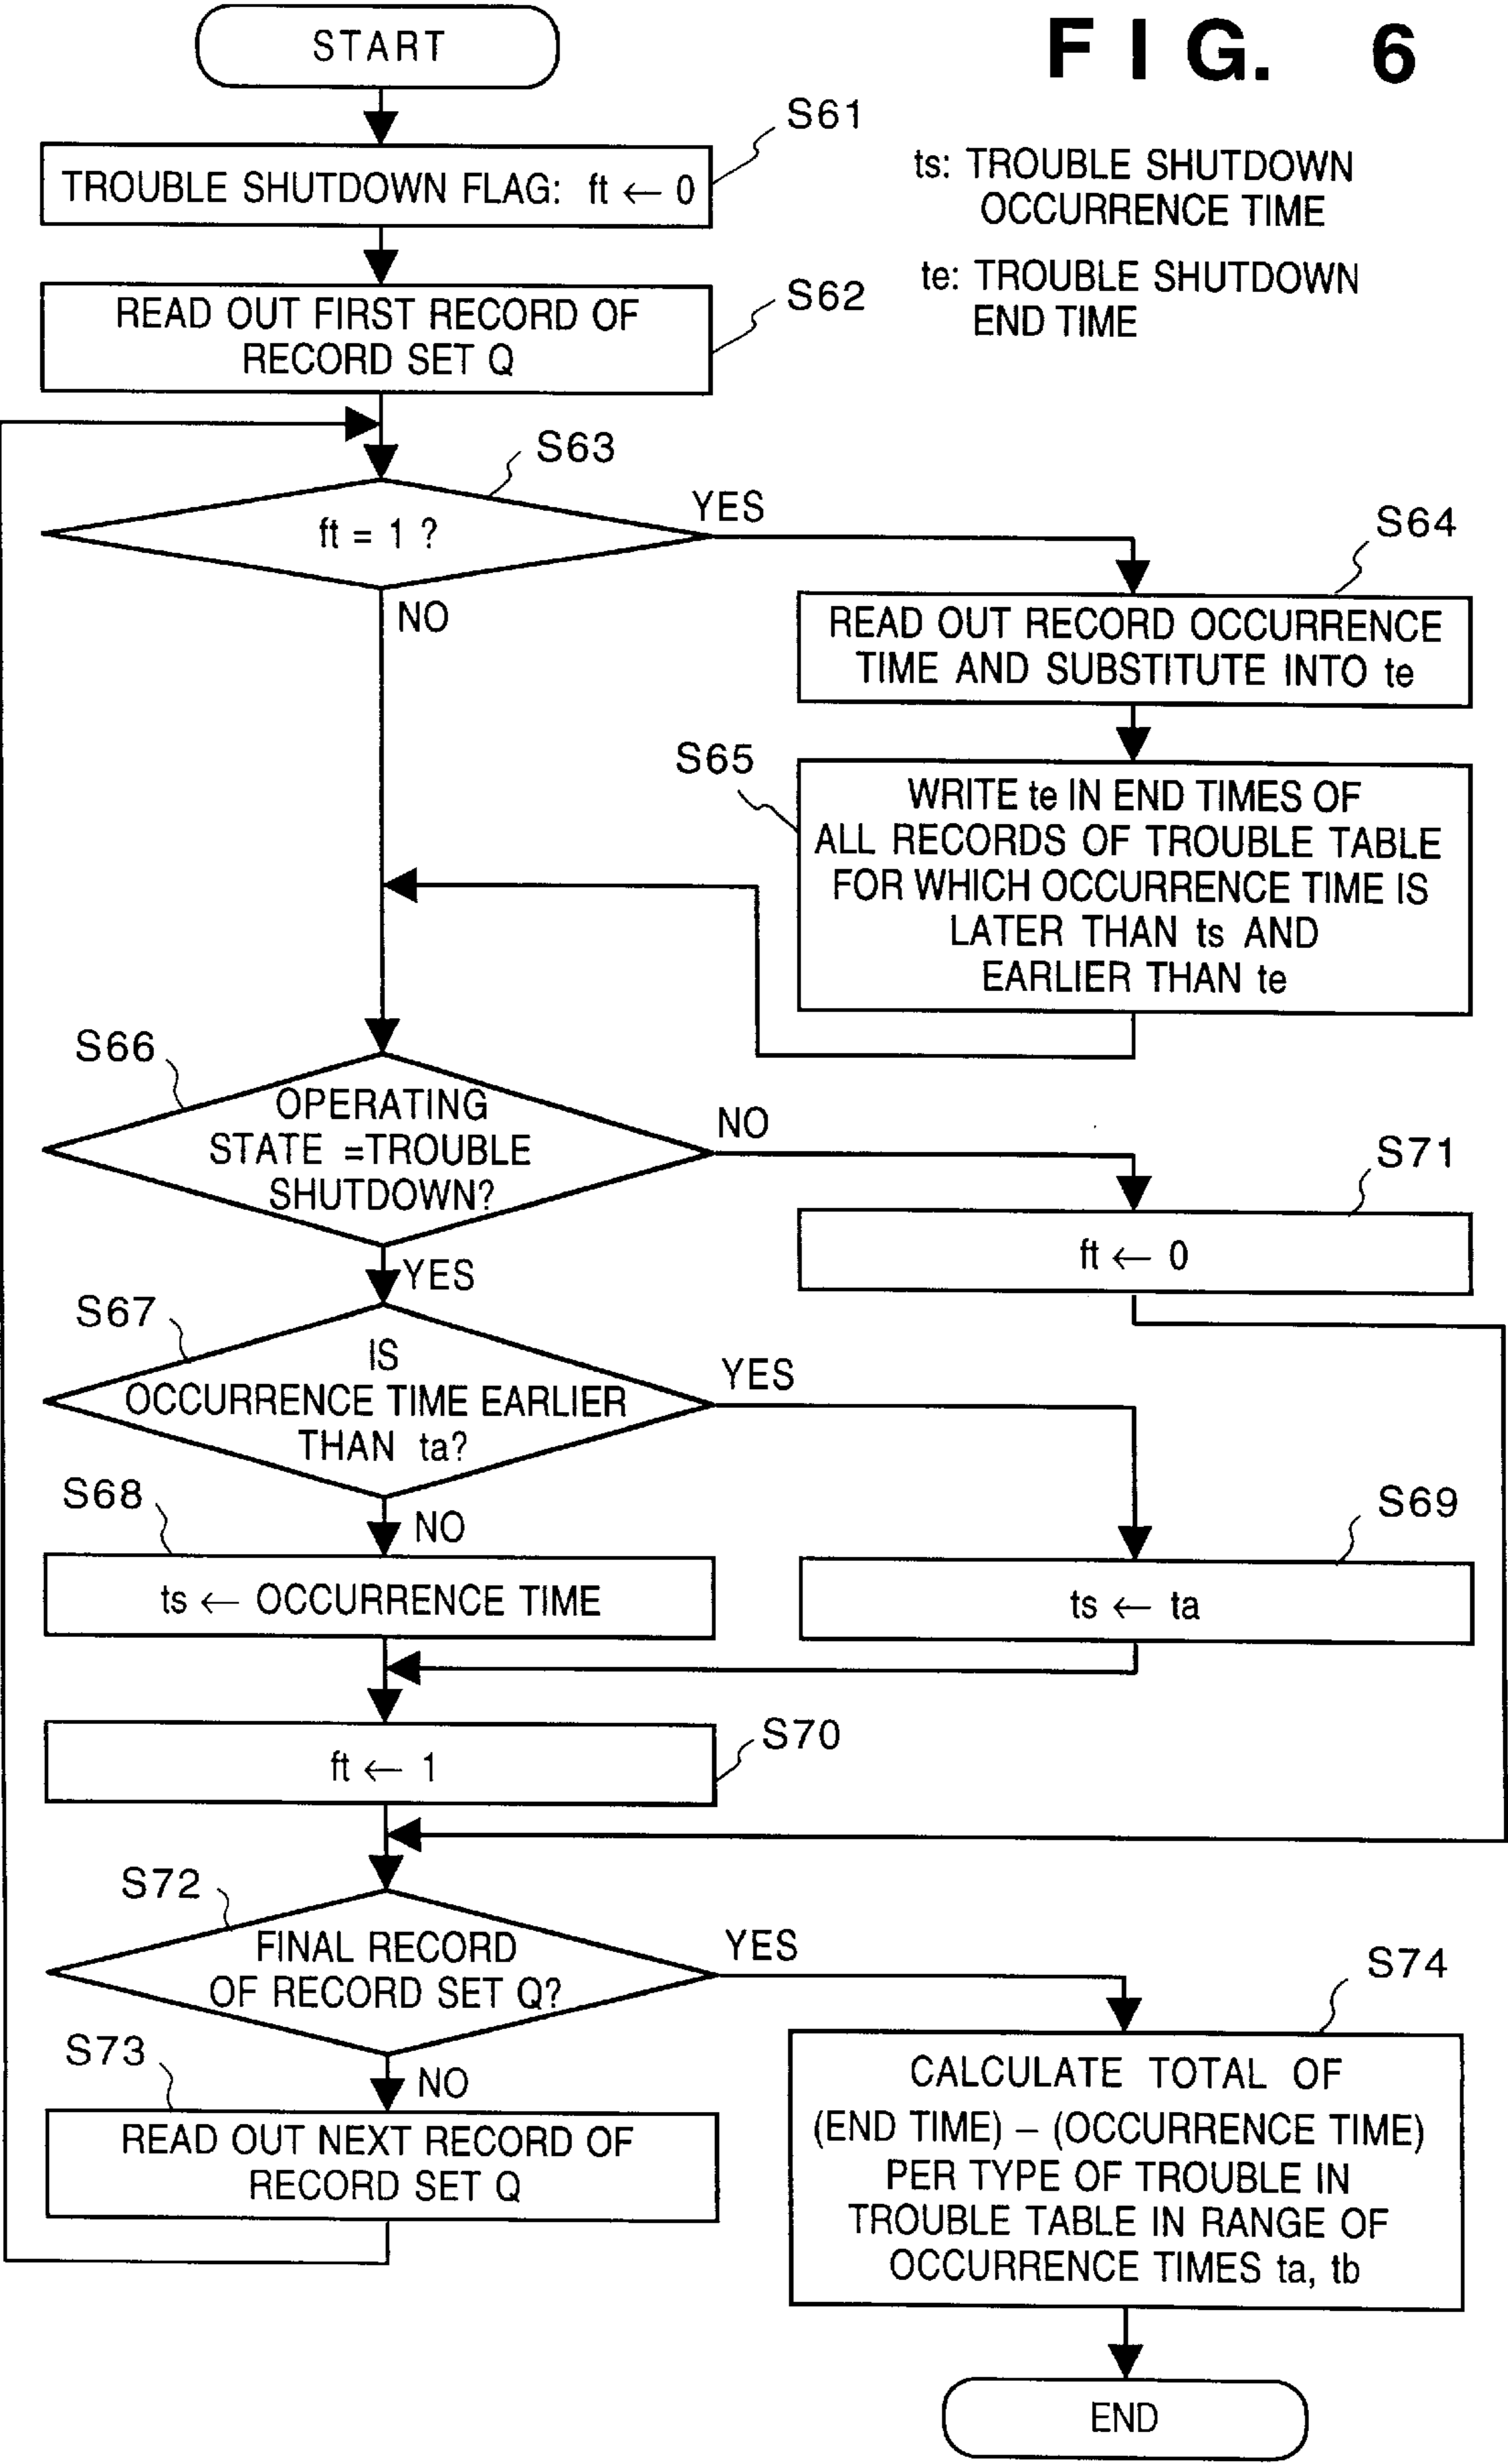 START
FIG. 6
S61
TROUBLE SHUTDOWN FLAG: ft ← 0
ts: TROUBLE SHUTDOWN
OCCURRENCE TIME
te: TROUBLE SHUTDOWN
END TIME
S62
READ OUT FIRST RECORD OF
RECORD SET Q
S63
ft = 1 ?
YES
NO
S64
READ OUT RECORD OCCURRENCE
TIME AND SUBSTITUTE INTO te
S65
WRITE te IN END TIMES OF
ALL RECORDS OF TROUBLE TABLE
FOR WHICH OCCURRENCE TIME IS
LATER THAN ts AND
EARLIER THAN te
S66
OPERATING
STATE =TROUBLE
SHUTDOWN?
NO
YES
S71
ft ← 0
S67
IS
OCCURRENCE TIME EARLIER
THAN ta?
YES
NO
S68
ts ← OCCURRENCE TIME
S69
ts ← ta
S70
ft ← 1
S72
FINAL RECORD
OF RECORD SET Q?
YES
NO
S73
READ OUT NEXT RECORD OF
RECORD SET Q
S74
CALCULATE TOTAL OF
(END TIME) – (OCCURRENCE TIME)
PER TYPE OF TROUBLE IN
TROUBLE TABLE IN RANGE OF
OCCURRENCE TIMES ta, tb
END